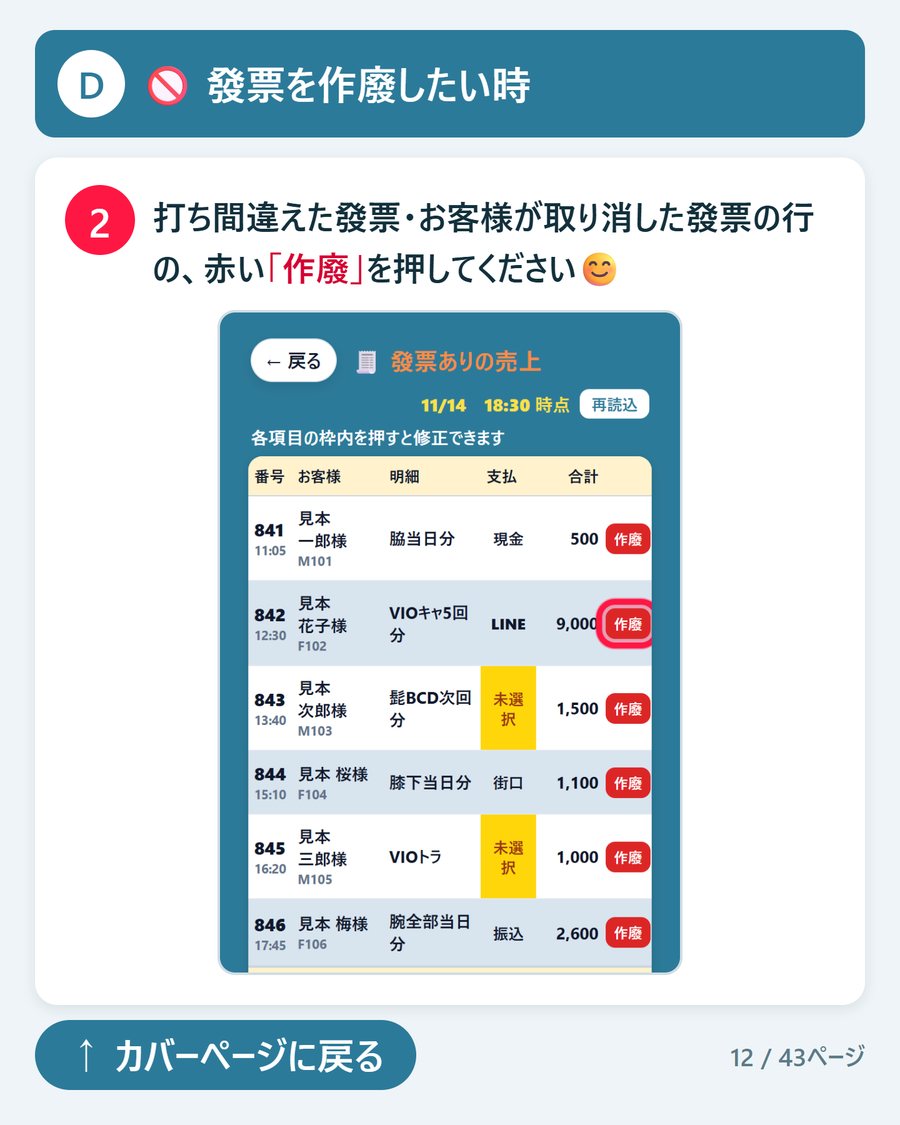 D 🚫 發票を作廢したい時
2 打ち間違えた發票・お客様が取り消した發票の行
の、赤い「作廢」を押してください😊
← 戻る 🧾 發票ありの売上
11/14 18:30 時点 再読込
各項目の枠内を押すと修正できます
番号 お客様 明細 支払 合計
841
11:05
見本
一郎様
M101
脇当日分
現金
500
作廢
842
12:30
見本
花子様
F102
VIOキャ5回
分
LINE
9,000
作廢
843
13:40
見本
次郎様
M103
髭BCD次回
分
未選
択
1,500
作廢
844
15:10
見本 桜様
F104
膝下当日分
街口
1,100
作廢
845
16:20
見本
三郎様
M105
VIOトラ
未選
択
1,000
作廢
846
17:45
見本 梅様
F106
腕全部当日
分
振込
2,600
作廢
↑ カバーページに戻る
12 / 43ページ